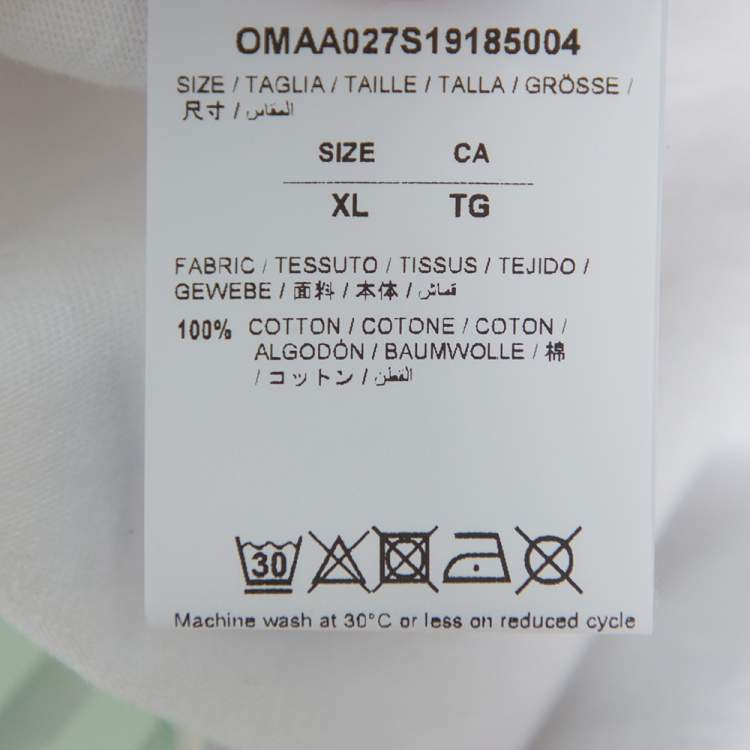 OMAA027S19185004
SIZE / TAGLIA / TAILLE / TALLA / GRÖSSE /
尺寸 / المقاس
SIZE CA
XL TG
FABRIC / TESSUTO / TISSUS / TEJIDO /
GEWEBE / 面料 / 本体 / قماش
100% COTTON / COTONE / COTON /
ALGODÓN / BAUMWOLLE / 棉
/ コットン / القطن
30
Machine wash at 30°C or less on reduced cycle